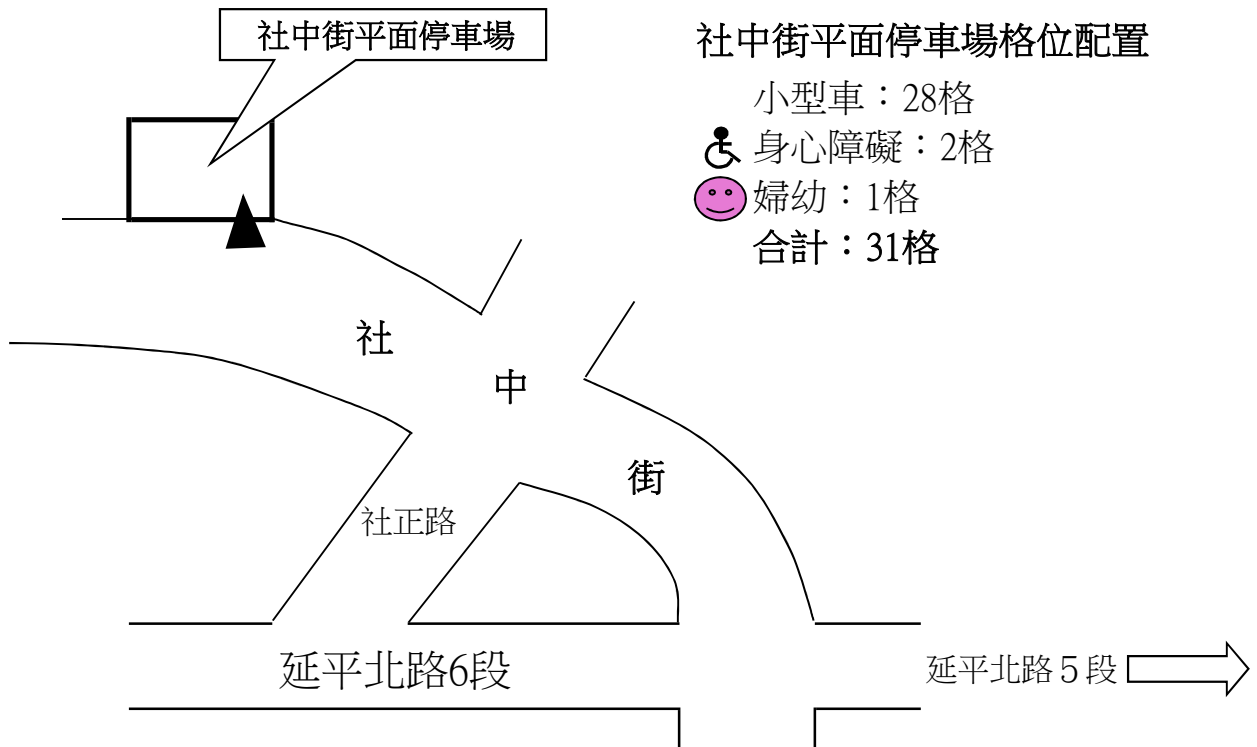 社中街平面停車場
社中街平面停車場格位配置
小型車：28格
身心障礙：2格
婦幼：1格
合計：31格
社
中
街
社正路
延平北路6段
延平北路５段